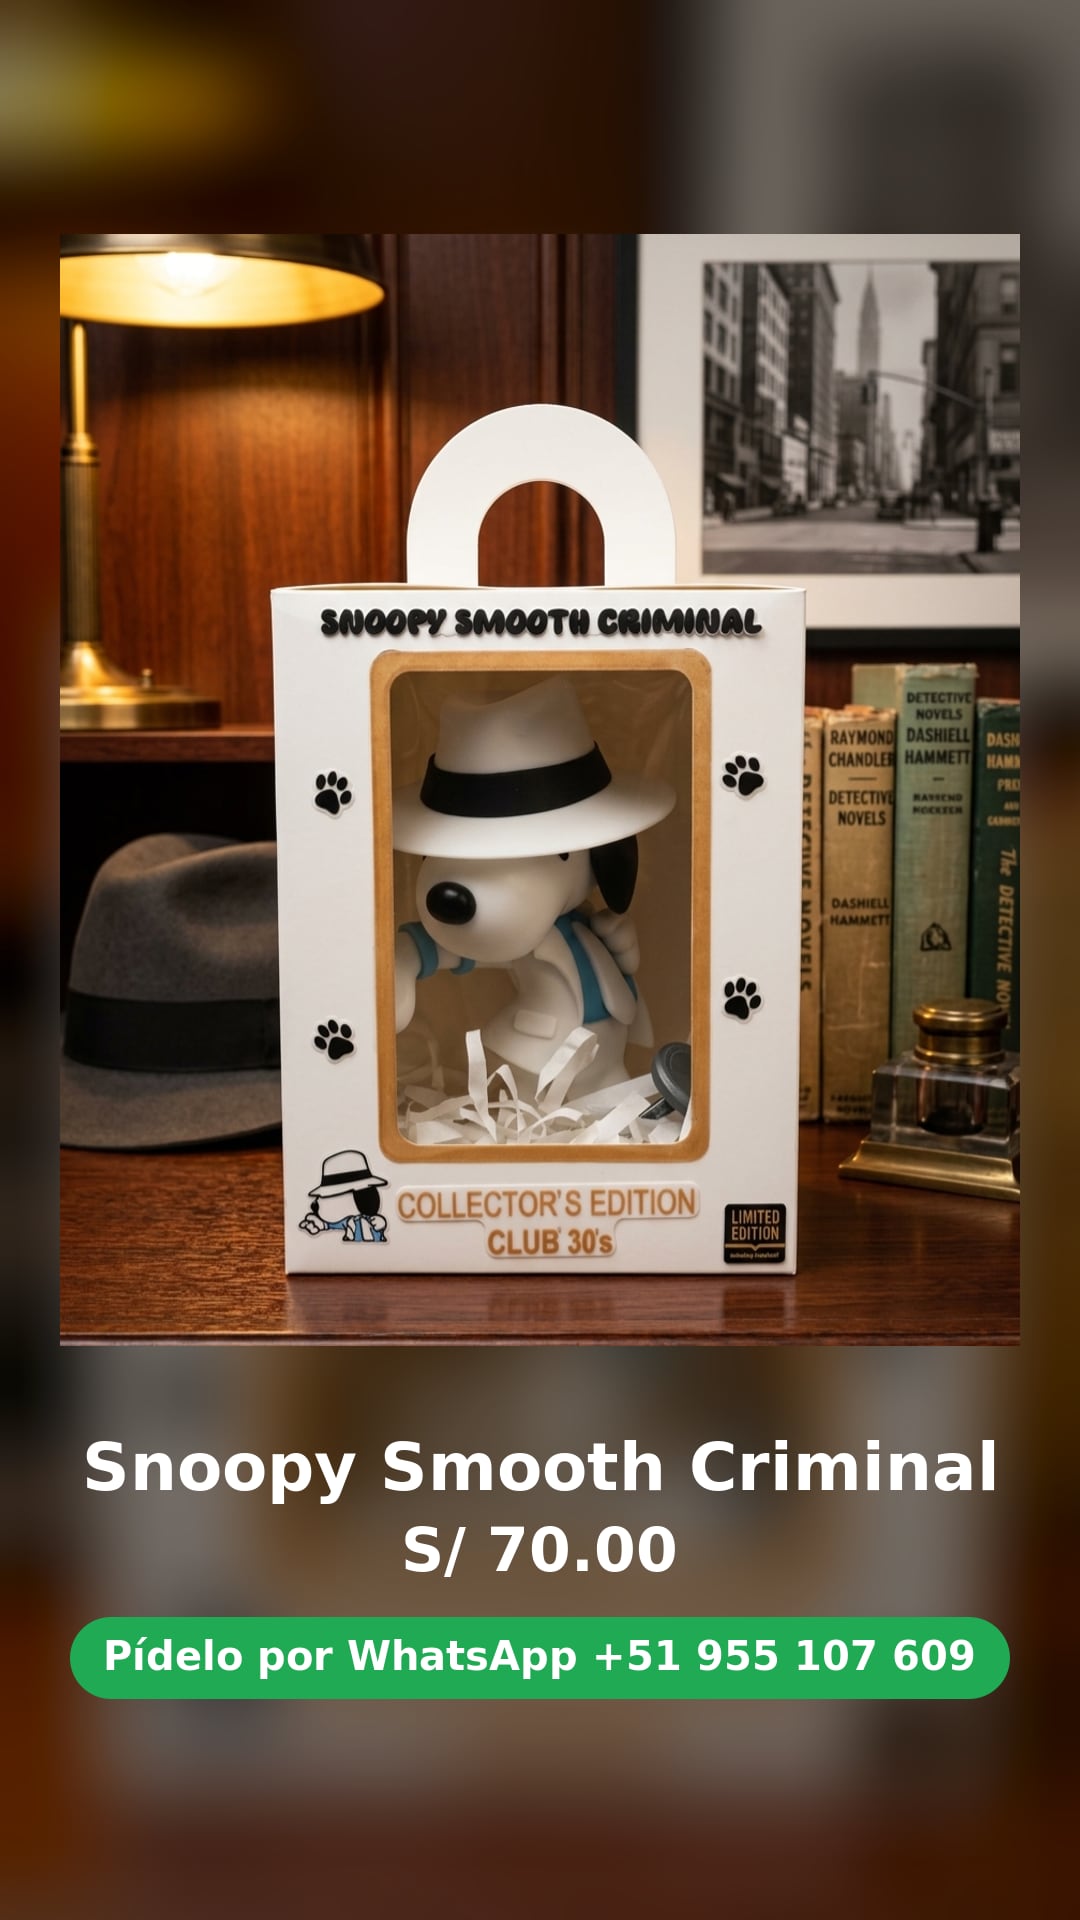 SNOOPY SMOOTH CRIMINAL
RAYMOND
CHANDLER
DETECTIVE
NOVELS
DASHIELL
HAMMETT
DETECTIVE
NOVELS
DASHIELL
HAMMETT
The DETECTIVE
COLLECTOR'S EDITION
CLUB 30's
LIMITED
EDITION
Snoopy Smooth Criminal
S/ 70.00
Pídelo por WhatsApp +51 955 107 609